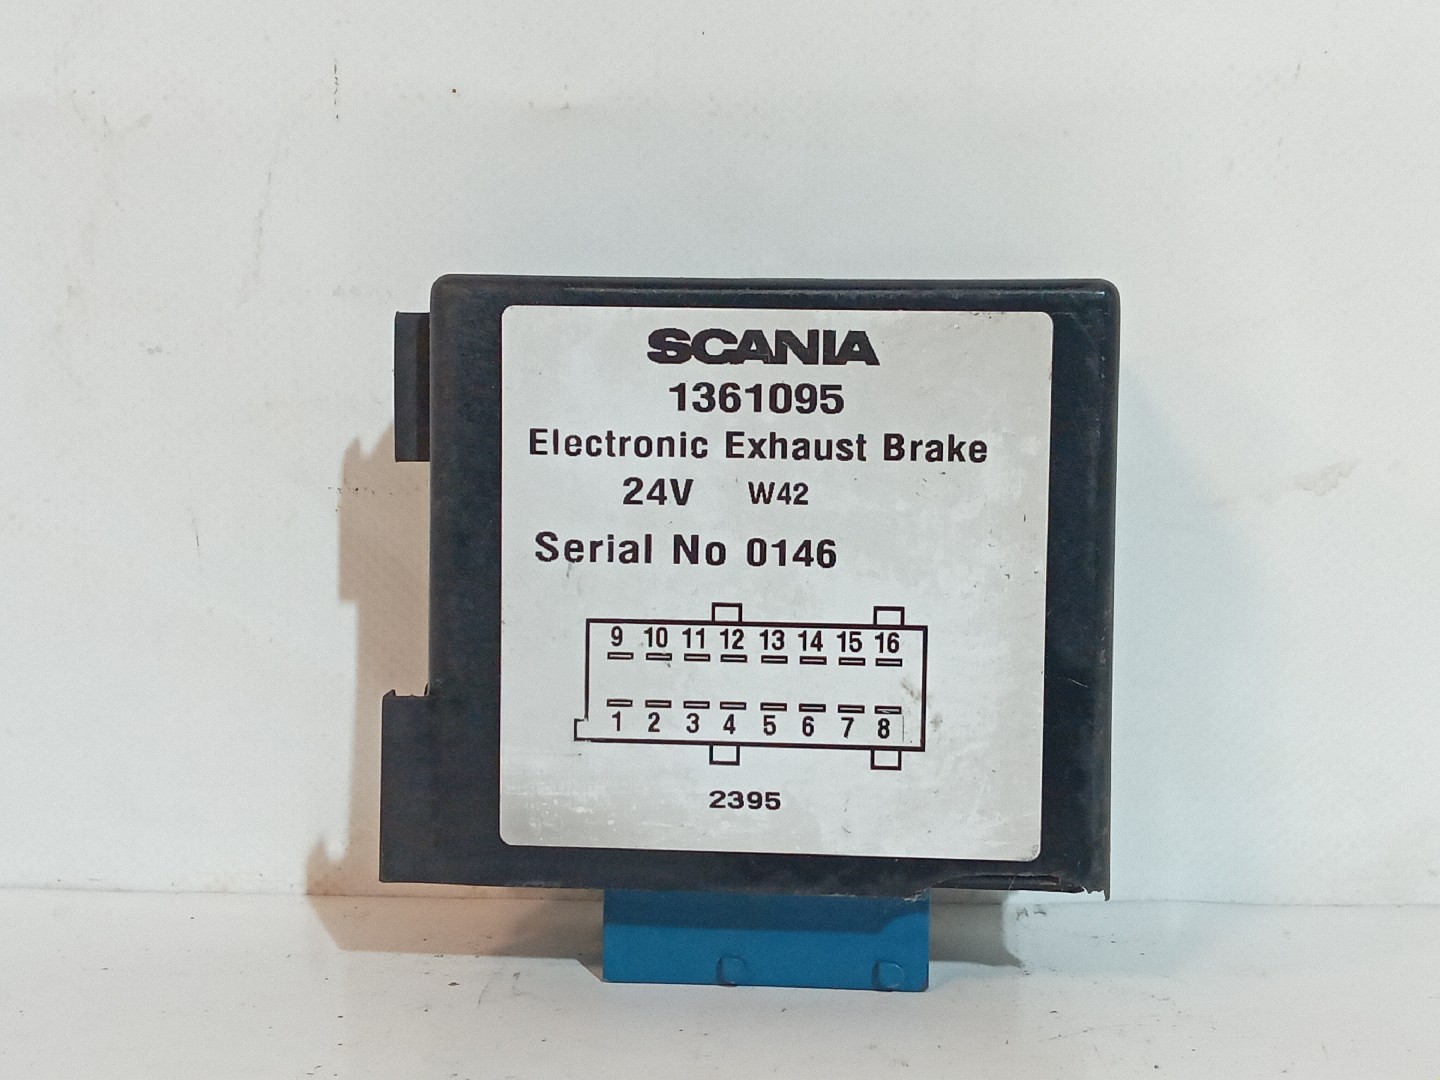 SCANIA
1361095
Electronic Exhaust Brake
24V W42
Serial No 0146
9 10 11 12 13 14 15 16
1 2 3 4 5 6 7 8
2395